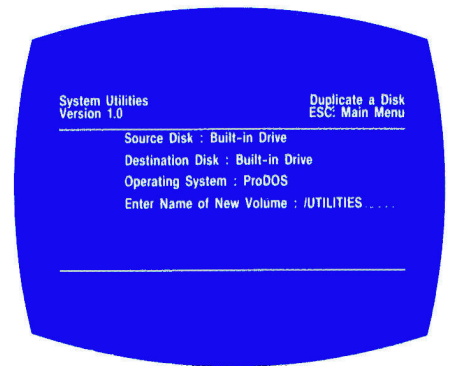 System Utilities
Version 1.0
Duplicate a Disk
ESC: Main Menu
Source Disk : Built-in Drive
Destination Disk : Built-in Drive
Operating System : ProDOS
Enter Name of New Volume : /UTILITIES . . . . .